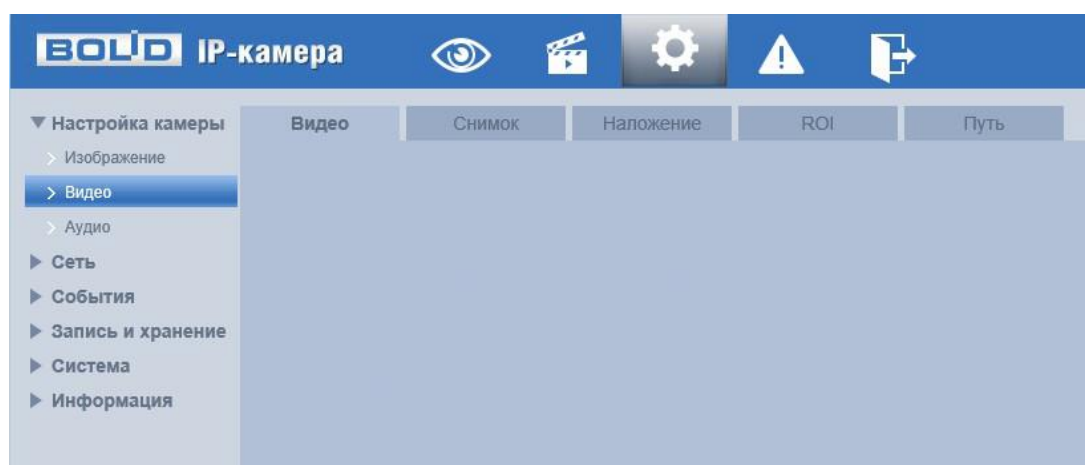 BOLID IP-камера
Настройка камеры
Видео
Снимок
Наложение
ROI
Путь
Изображение
Видео
Аудио
Сеть
События
Запись и хранение
Система
Информация